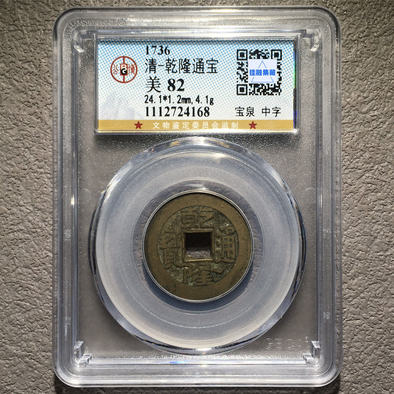 1736
清-乾隆通宝
美 82
24.1*1.2mm,4.1g
1112724168
宝泉 中字
文物鉴定委员会监制
乾隆通寶